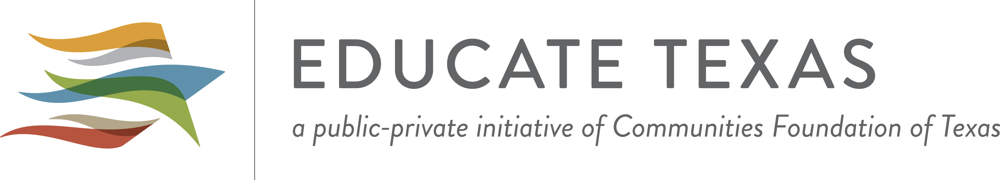 EDUCATE TEXAS
a public-private initiative of Communities Foundation of Texas